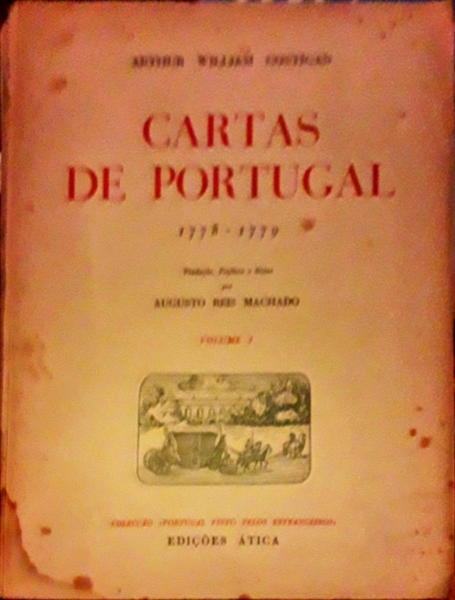 ARTHUR WILLIAM COSTIGAN
CARTAS
DE PORTUGAL
1778-1779
Tradução, Prefácio e Notas
por
AUGUSTO REIS MACHADO
VOLUME I
COLECÇÃO «PORTUGAL VISTO PELOS ESTRANGEIROS»
EDIÇÕES ÁTICA